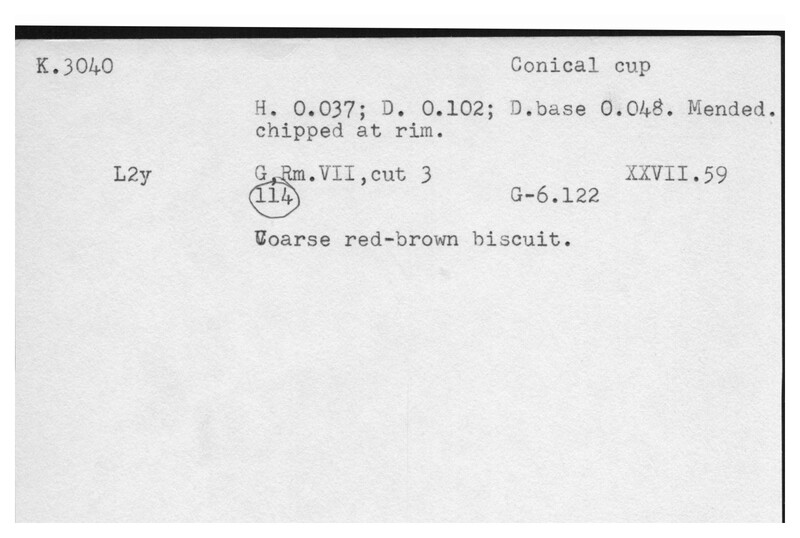 K.3040 Conical cup
H. 0.037; D. 0.102; D.base 0.048. Mended.
chipped at rim.
L2y G,Rm.VII,cut 3 XXVII.59
114 G-6.122
Coarse red-brown biscuit.